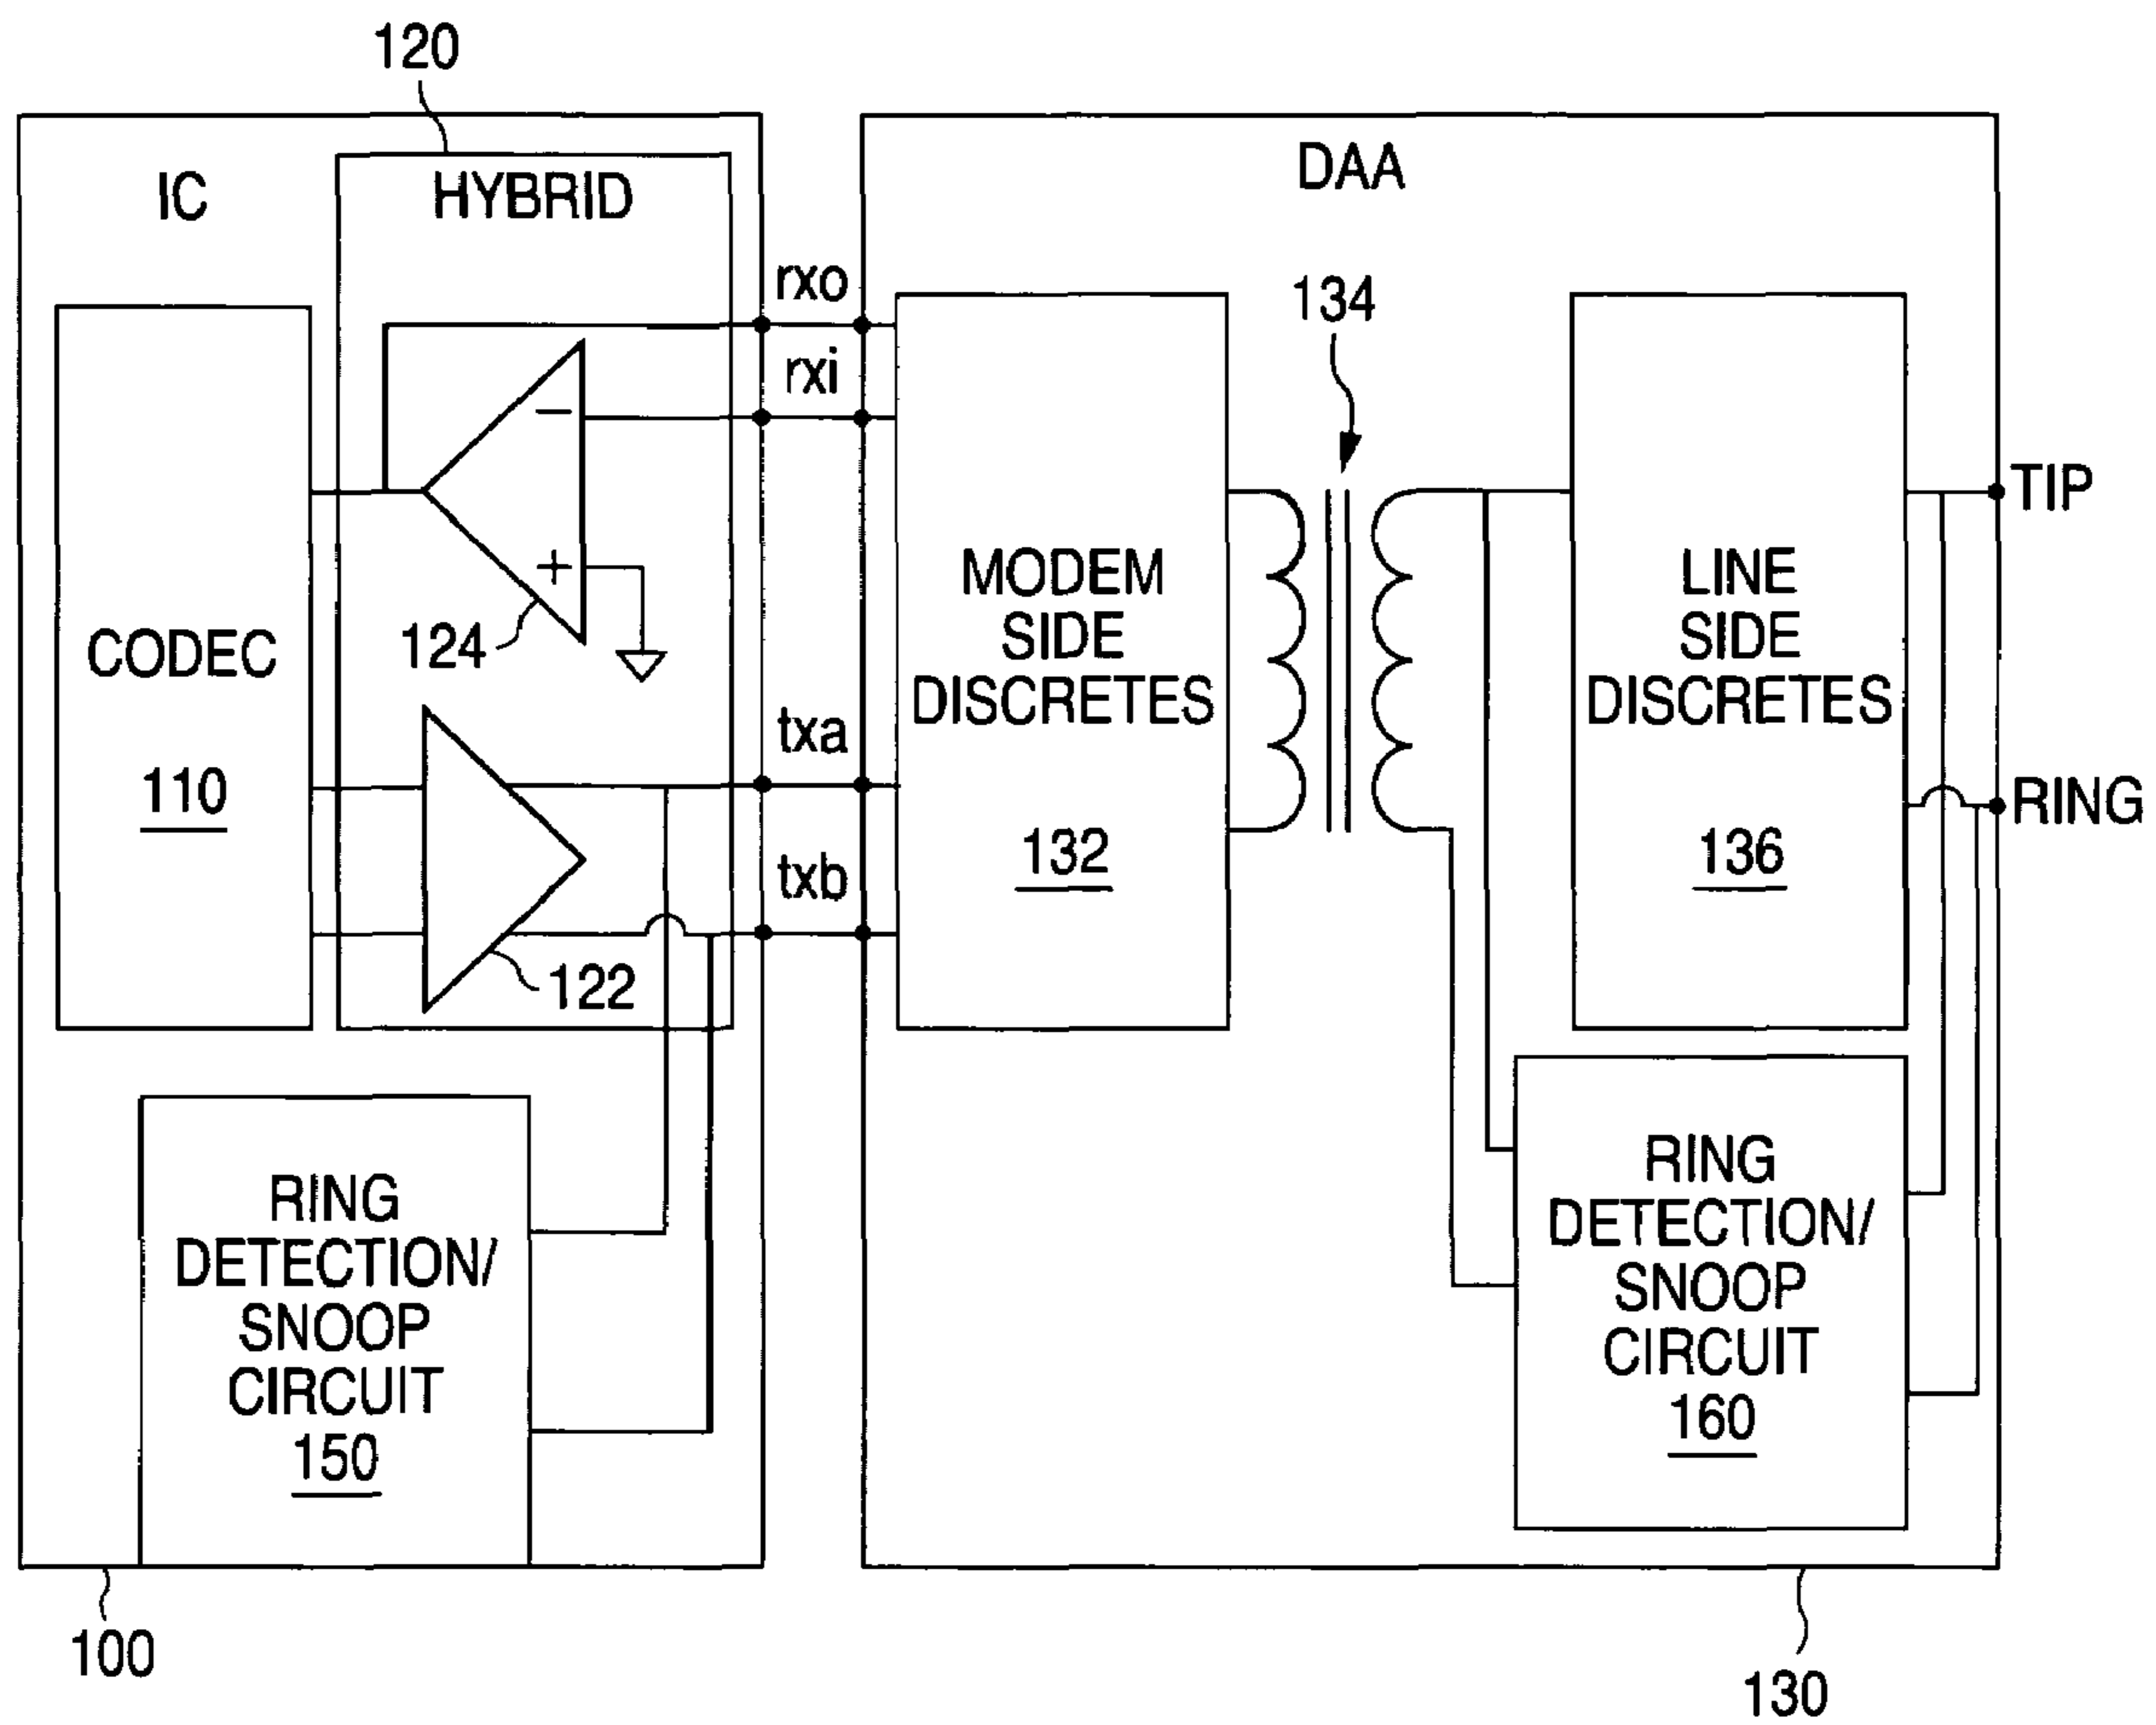 120
IC
HYBRID
DAA
rxo
rxi
134
TIP
CODEC
110
+
−
124
MODEM
SIDE
DISCRETES
132
LINE
SIDE
DISCRETES
136
txa
txb
RING
122
RING
DETECTION/
SNOOP
CIRCUIT
150
RING
DETECTION/
SNOOP
CIRCUIT
160
100
130